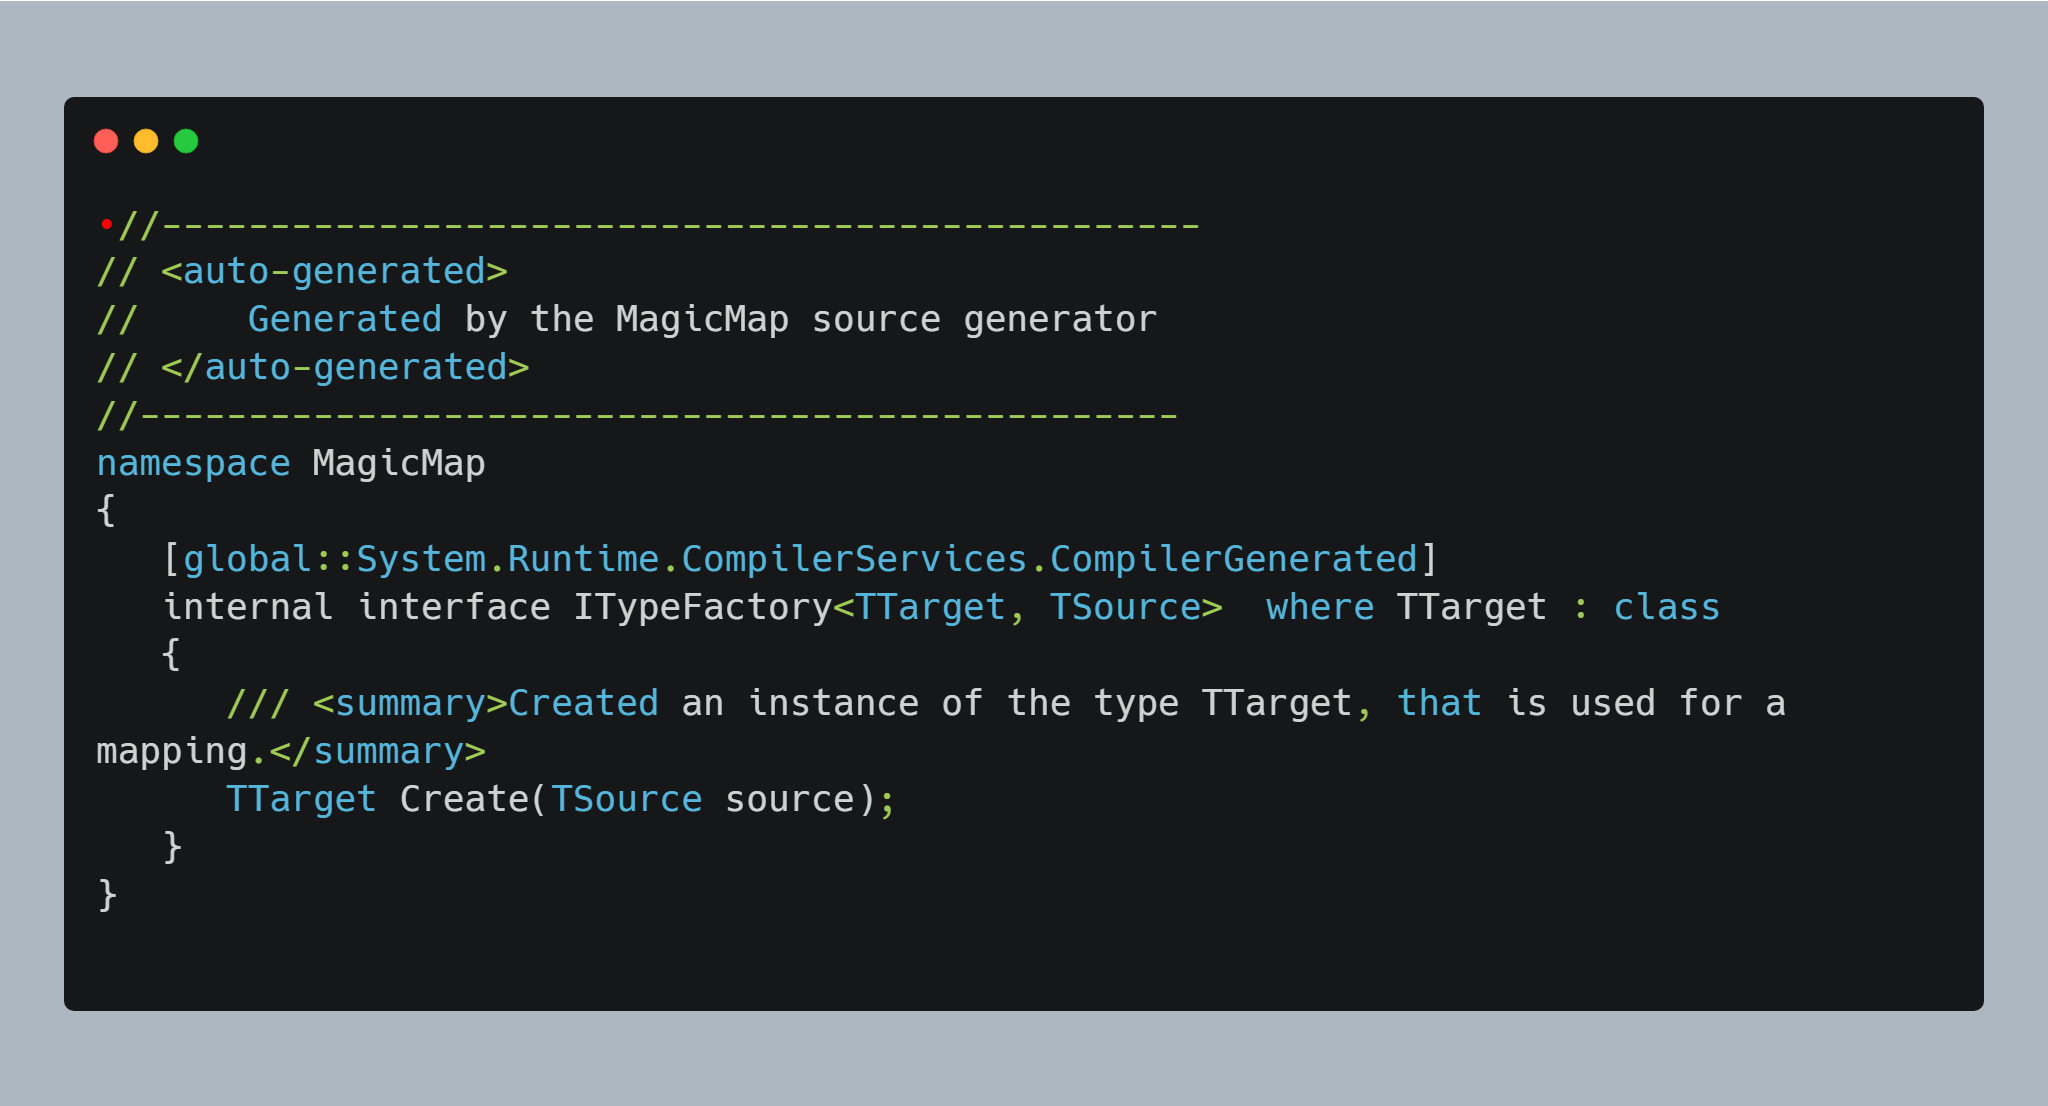 •//------------------------------------------------
// <auto-generated>
//     Generated by the MagicMap source generator
// </auto-generated>
//------------------------------------------------
namespace MagicMap
{
   [global::System.Runtime.CompilerServices.CompilerGenerated]
   internal interface ITypeFactory<TTarget, TSource>  where TTarget : class
   {
      /// <summary>Created an instance of the type TTarget, that is used for a
mapping.</summary>
      TTarget Create(TSource source);
   }
}